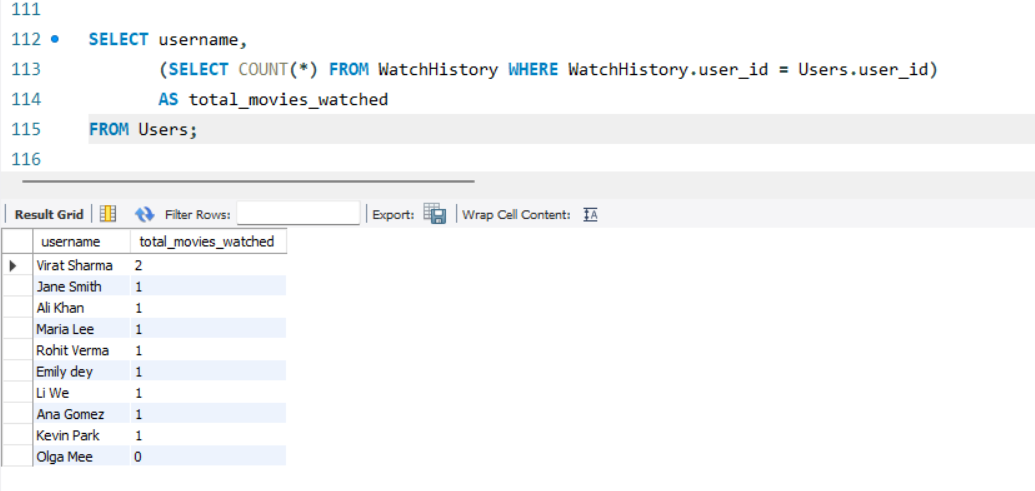 111
112 SELECT username,
113 (SELECT COUNT(*) FROM WatchHistory WHERE WatchHistory.user_id = Users.user_id)
114 AS total_movies_watched
115 FROM Users;
116
Result Grid Filter Rows: Export: Wrap Cell Content: IA
username total_movies_watched
Virat Sharma 2
Jane Smith 1
Ali Khan 1
Maria Lee 1
Rohit Verma 1
Emily dey 1
Li We 1
Ana Gomez 1
Kevin Park 1
Olga Mee 0